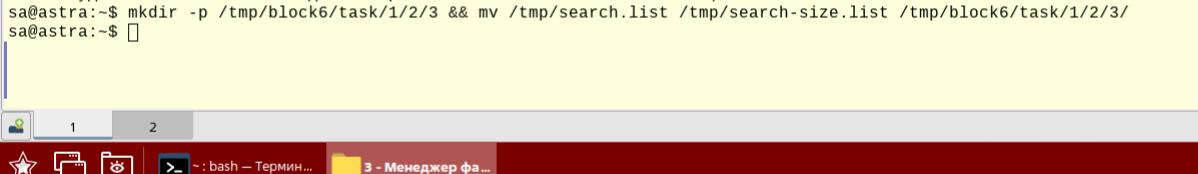 sa@astra:~$ mkdir -p /tmp/block6/task/1/2/3 && mv /tmp/search.list /tmp/search-size.list /tmp/block6/task/1/2/3/
sa@astra:~$
1 2
~ : bash — Термин... 3 - Менеджер фа...